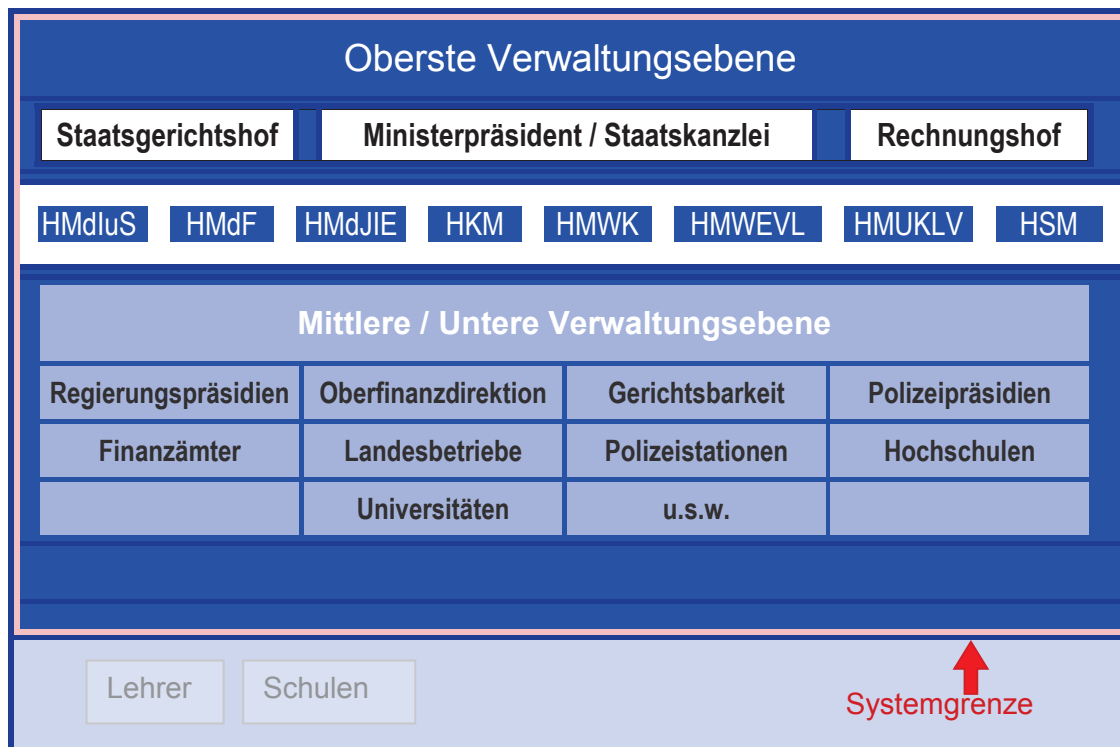 Oberste Verwaltungsebene
Staatsgerichtshof Ministerpräsident / Staatskanzlei Rechnungshof
HMdIuS HMdF HMdJIE HKM HMWK HMWEVL HMUKLV HSM
Mittlere / Untere Verwaltungsebene
Regierungspräsidien Oberfinanzdirektion Gerichtsbarkeit Polizeipräsidien
Finanzämter Landesbetriebe Polizeistationen Hochschulen
Universitäten u.s.w.
Lehrer Schulen
Systemgrenze